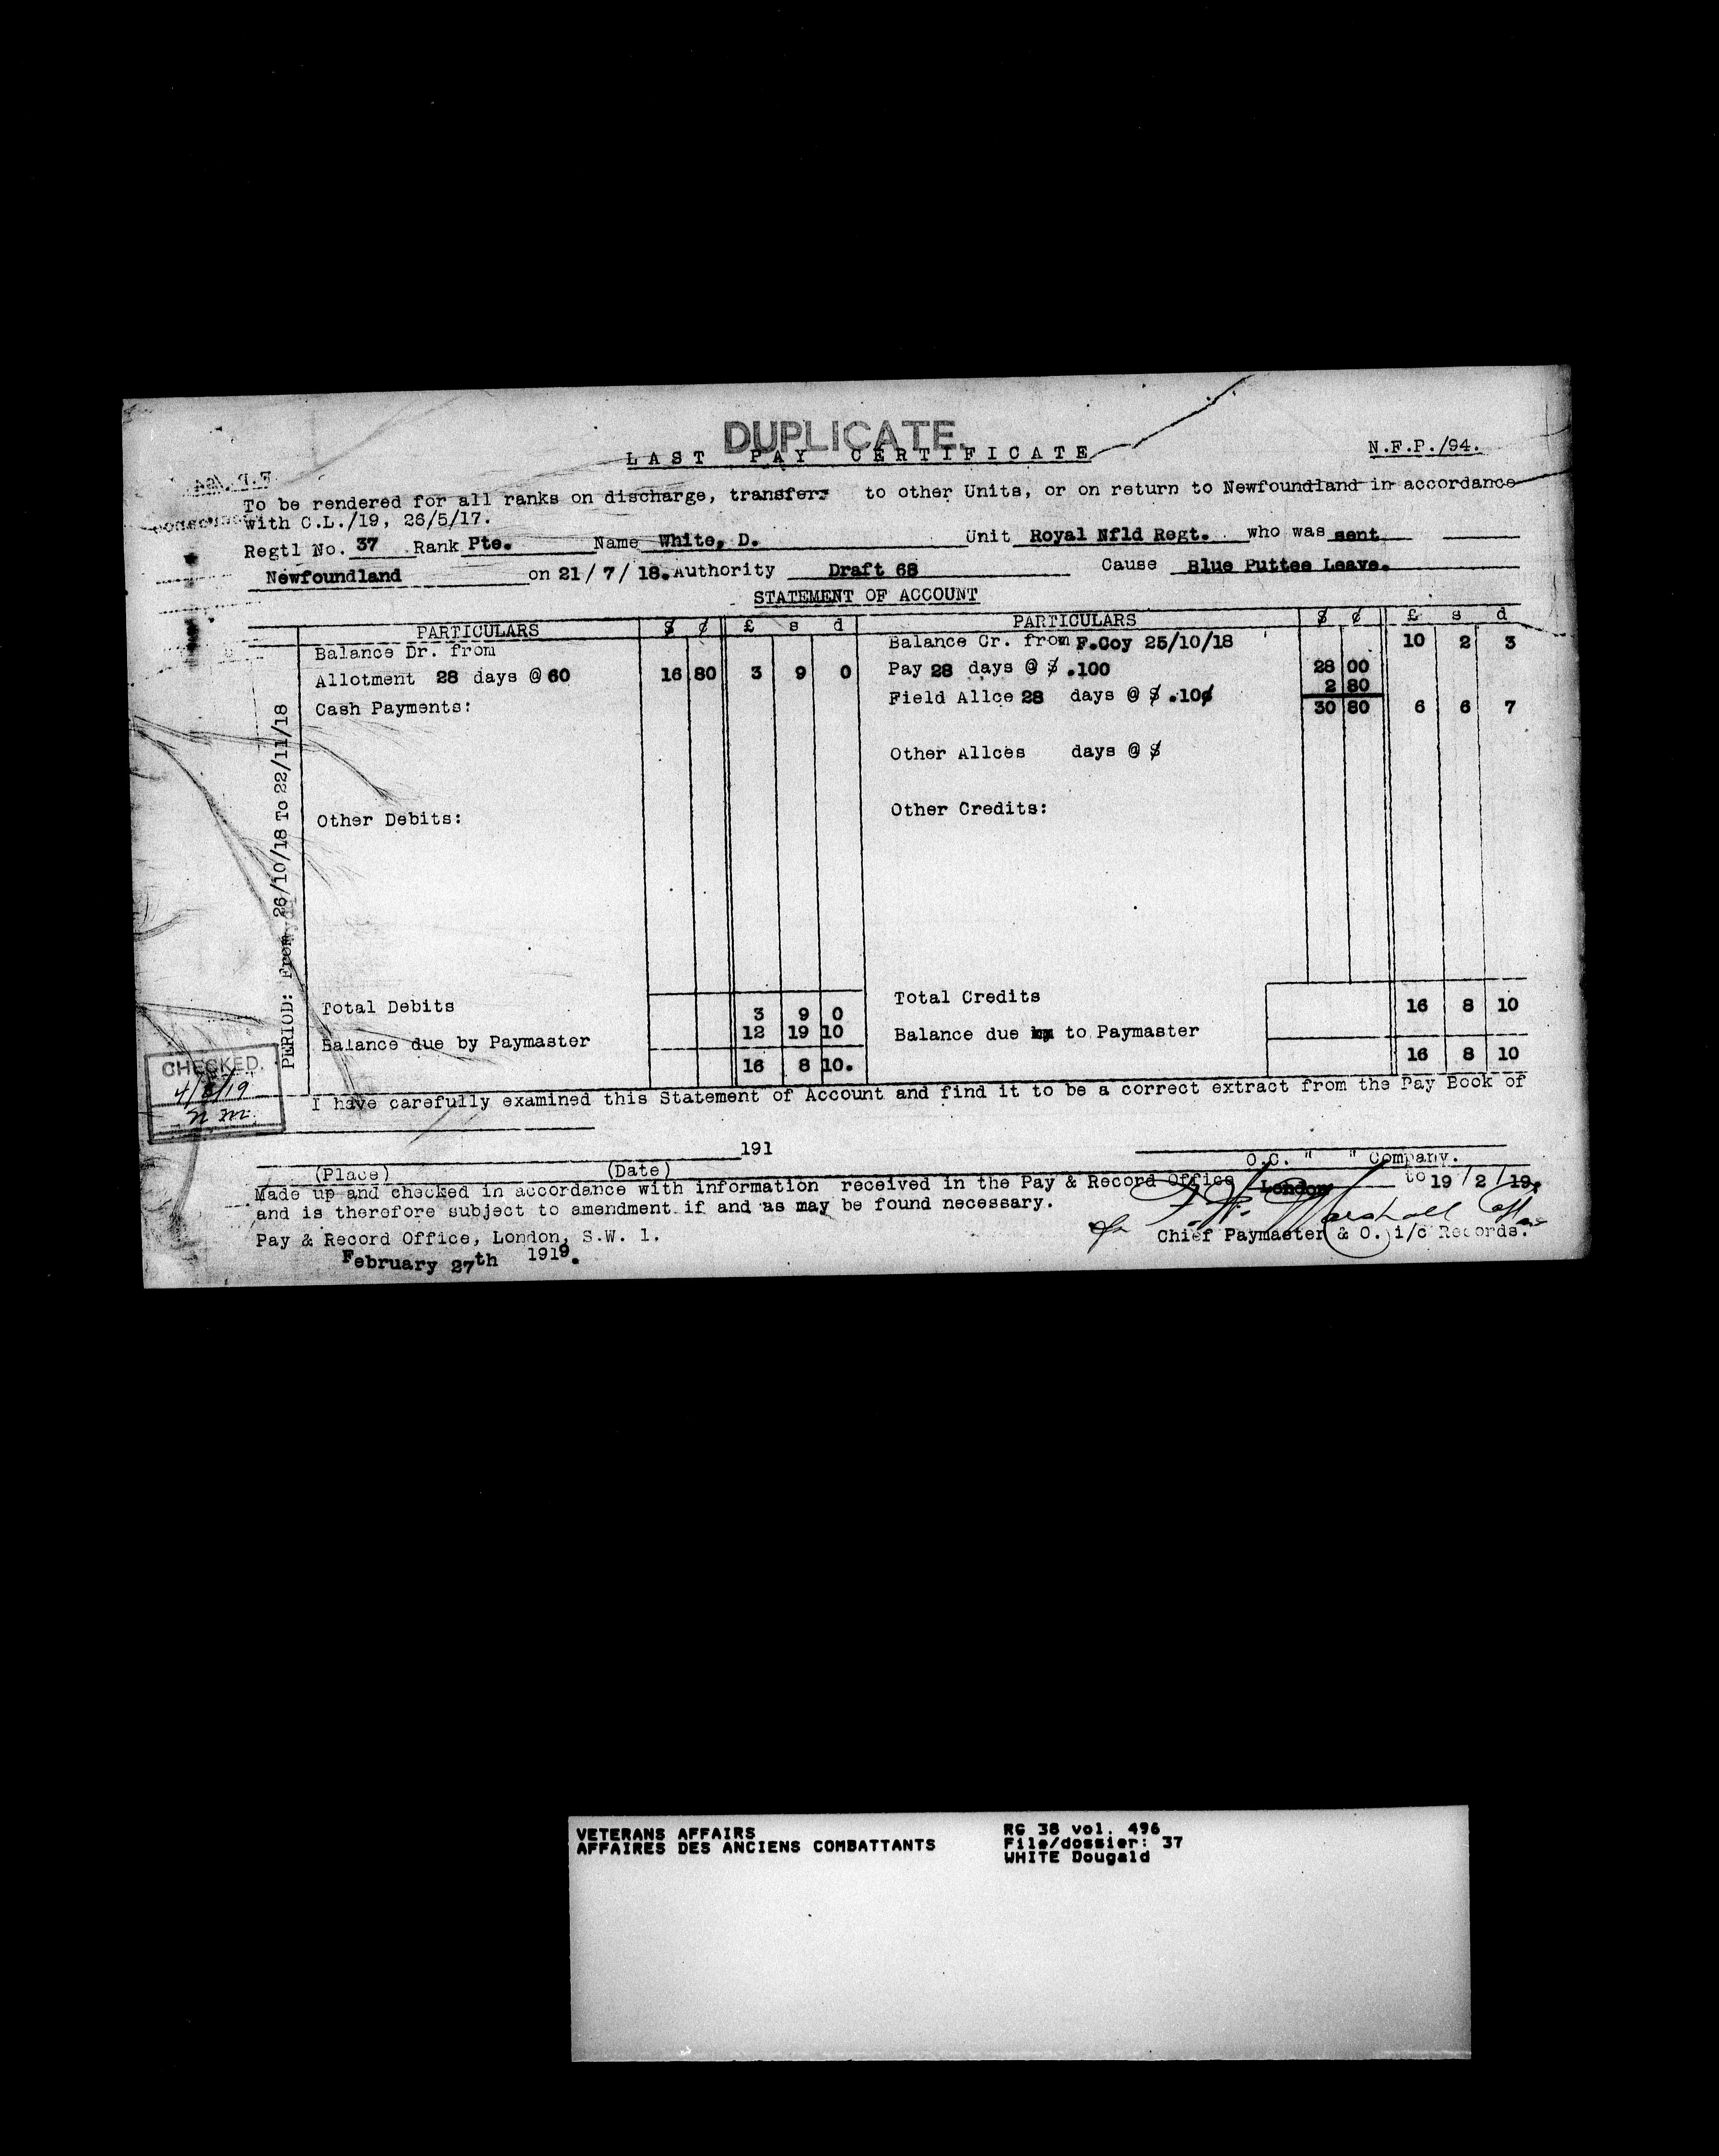 DUPLICATE.
LAST PAY CERTIFICATE
N.F.P./94.
To be rendered for all ranks on discharge, transfer, to other Units, or on return to Newfoundland in accordance
with C.L./19, 26/5/17.
Regtl No. 37 Rank Pte. Name White, D. Unit Royal Nfld Regt. who was sent
Newfoundland on 21/7/18. Authority Draft 68 Cause Blue Puttee Leave.
STATEMENT OF ACCOUNT
PARTICULARS $ ¢ £ s d PARTICULARS $ ¢ £ s d
Balance Dr. from Balance Cr. from F.Coy 25/10/18 10 2 3
Allotment 28 days @ 60 16 80 3 9 0 Pay 28 days @ $ .100 28 00
2 80
Cash Payments: Field Allce 28 days @ $ .10¢ 30 80 6 6 7
Other Allces days @ $
Other Debits: Other Credits:
PERIOD: From 26/10/18 To 22/11/18
Total Debits 3 9 0 Total Credits 16 8 10
Balance due by Paymaster 12 19 10 Balance due to Paymaster
16 8 10. 16 8 10
CHECKED.
4/3/19
I have carefully examined this Statement of Account and find it to be a correct extract from the Pay Book of
191
(Place) (Date) O.C. " " Company.
Made up and checked in accordance with information received in the Pay & Record Office London to 19/2/19,
and is therefore subject to amendment if and as may be found necessary.
Marshall
Pay & Record Office, London, S.W. 1. Chief Paymaster & O. i/c Records.
February 27th 1919.
VETERANS AFFAIRS RG 38 vol. 496
AFFAIRES DES ANCIENS COMBATTANTS File/dossier: 37
WHITE Dougald